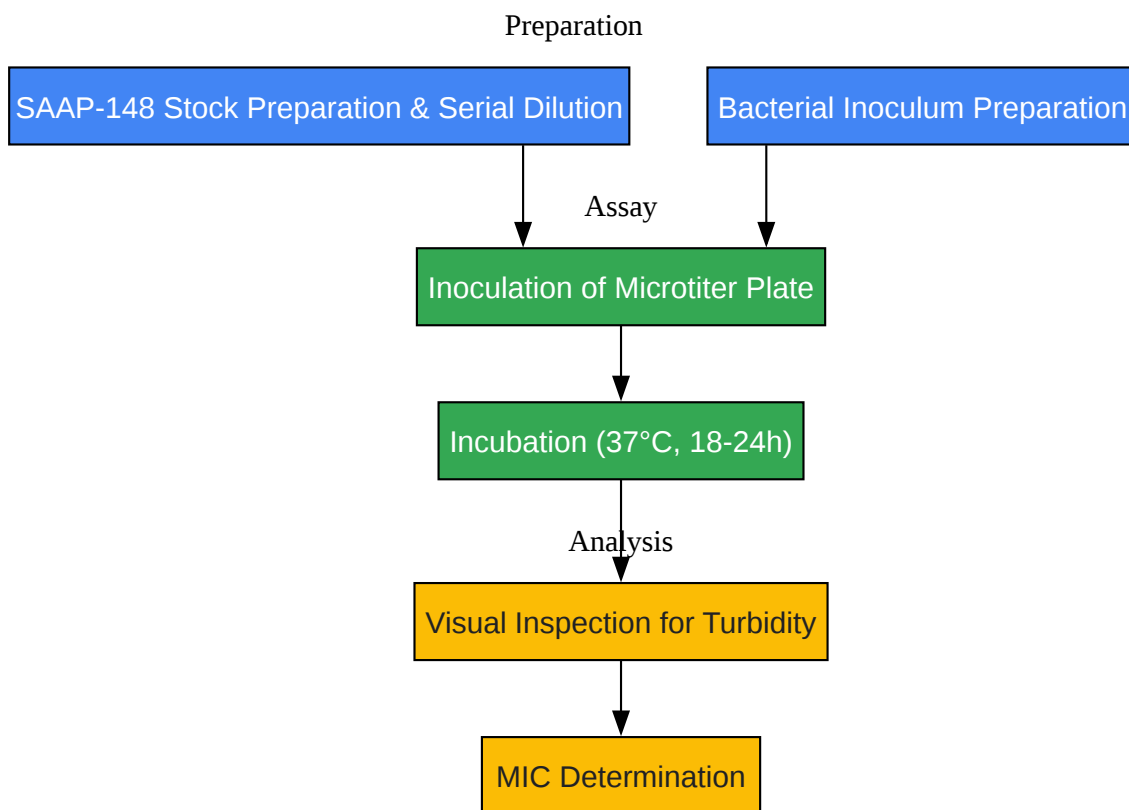 Preparation
SAAP-148 Stock Preparation & Serial Dilution
Bacterial Inoculum Preparation
Assay
Inoculation of Microtiter Plate
Incubation (37°C, 18-24h)
Analysis
Visual Inspection for Turbidity
MIC Determination